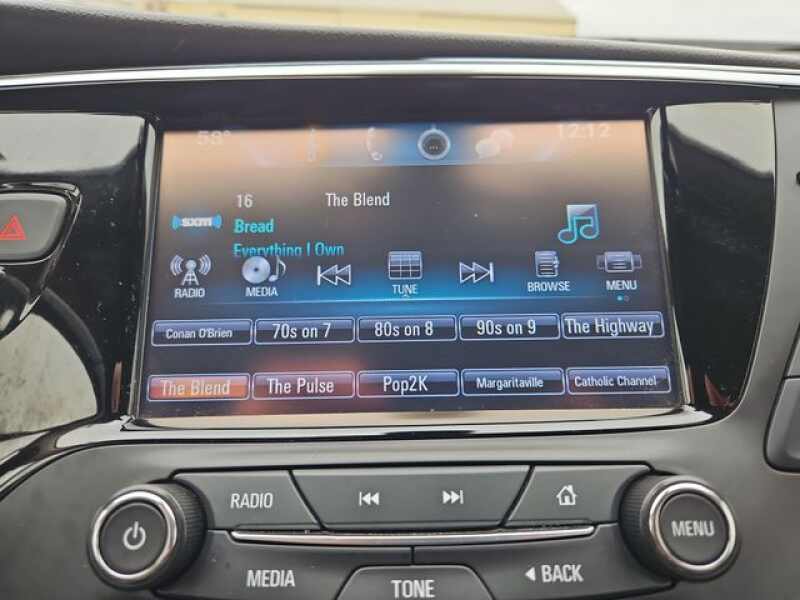 58° 12:12
16 The Blend
sxm Bread
Everything I Own
RADIO MEDIA TUNE BROWSE MENU
Conan O'Brien 70s on 7 80s on 8 90s on 9 The Highway
The Blend The Pulse Pop2K Margaritaville Catholic Channel
RADIO
MENU
MEDIA TONE BACK